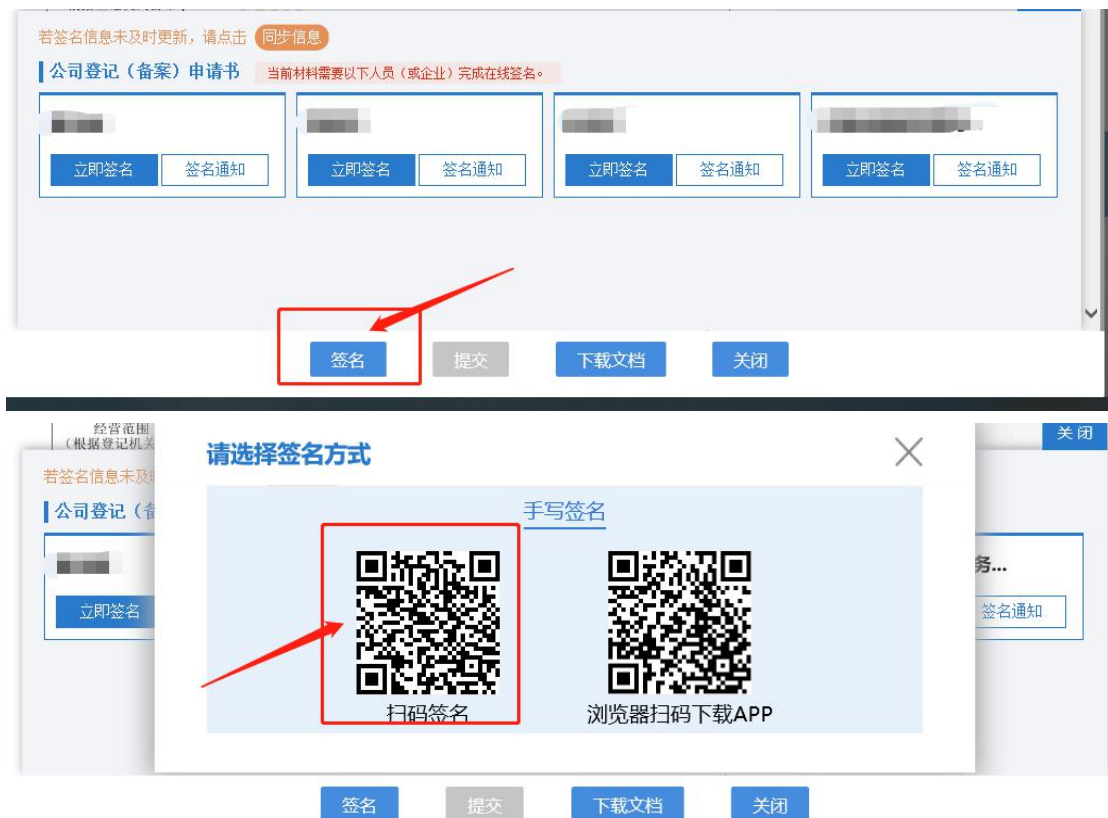 若签名信息未及时更新，请点击 同步信息
公司登记（备案）申请书 当前材料需要以下人员（或企业）完成在线签名。
立即签名 签名通知 立即签名 签名通知 立即签名 签名通知 立即签名 签名通知
签名 提交 下载文档 关闭
经营范围
（根据登记机关
关闭
请选择签名方式
若签名信息未及
公司登记（备
手写签名
务...
立即签名
签名通知
扫码签名 浏览器扫码下载APP
签名 提交 下载文档 关闭